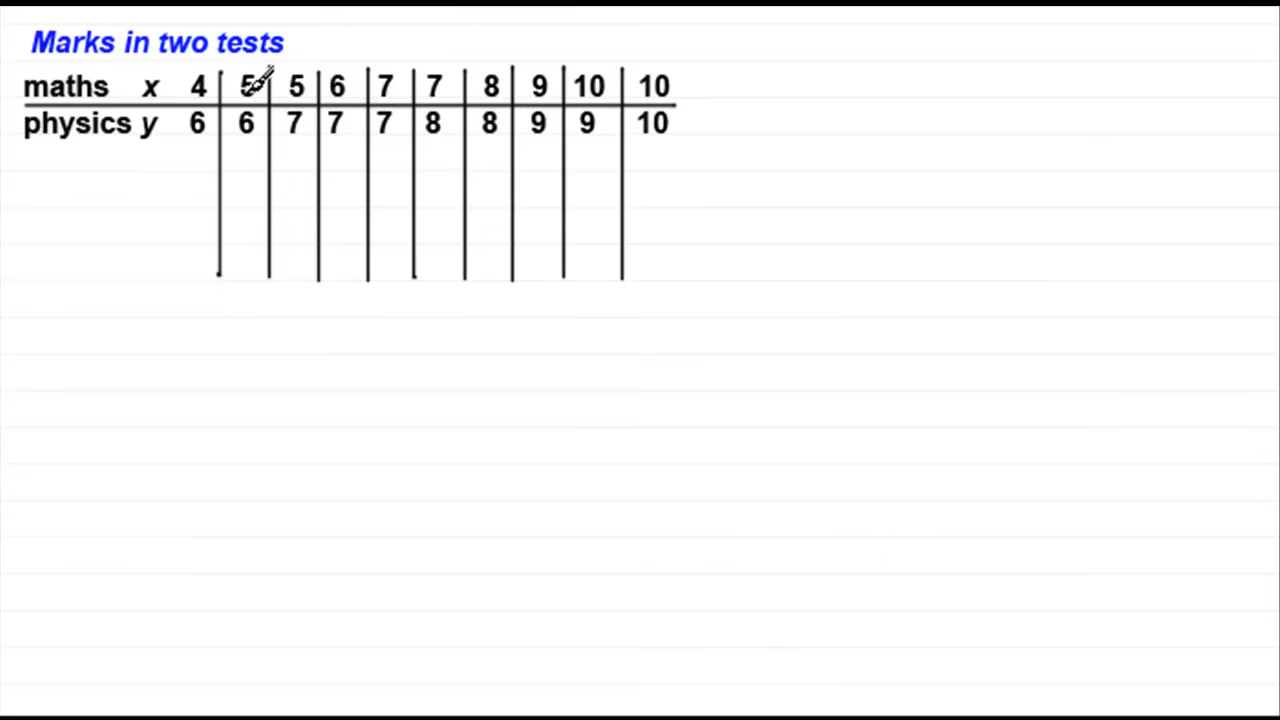 Marks in two tests
maths x 4 5 5 6 7 7 8 9 10 10
physics y 6 6 7 7 7 8 8 9 9 10